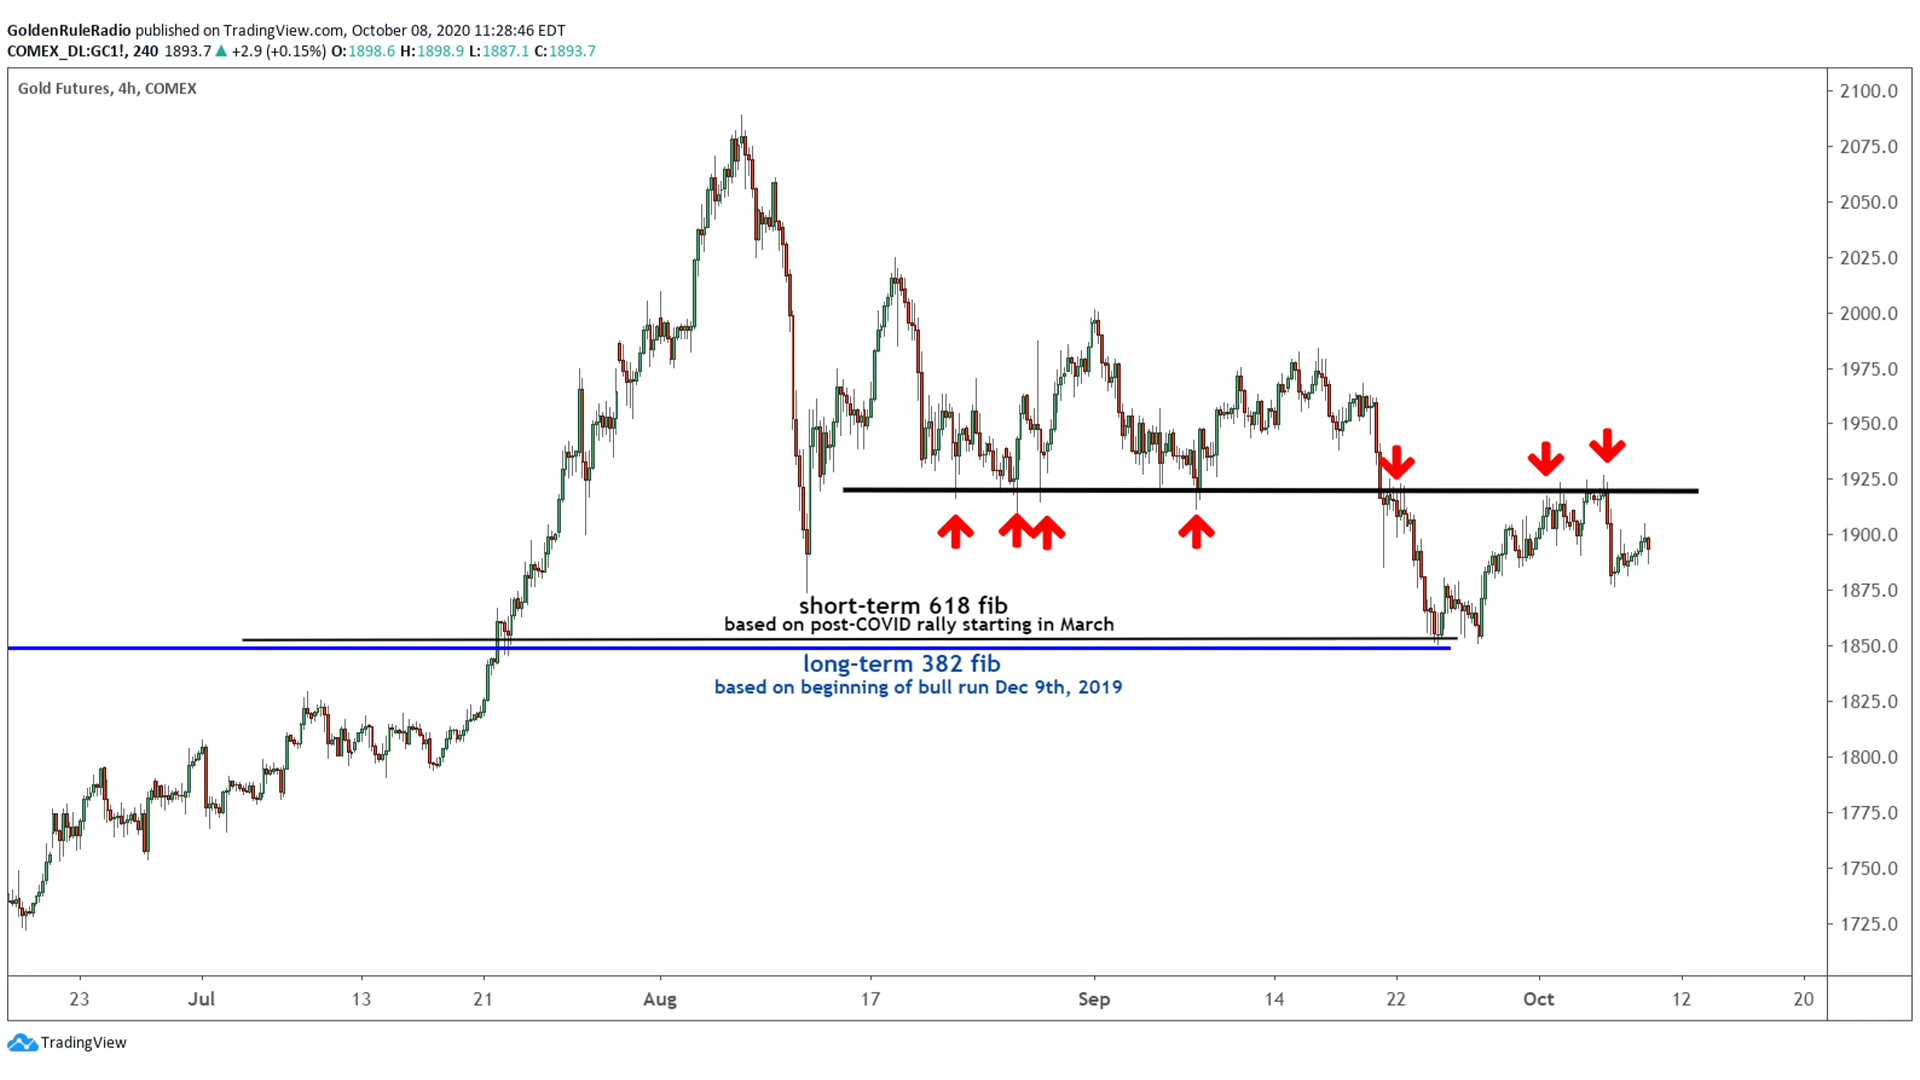 GoldenRuleRadio published on TradingView.com, October 08, 2020 11:28:46 EDT
COMEX_DL:GC1!, 240 1893.7 ▲ +2.9 (+0.15%) O:1898.6 H:1898.9 L:1887.1 C:1893.7
Gold Futures, 4h, COMEX
2100.0
2075.0
2050.0
2025.0
2000.0
1975.0
1950.0
1925.0
1900.0
1875.0
1850.0
1825.0
1800.0
1775.0
1750.0
1725.0
short-term 618 fib
based on post-COVID rally starting in March
long-term 382 fib
based on beginning of bull run Dec 9th, 2019
23 Jul 13 21 Aug 17 Sep 14 22 Oct 12 20
TradingView